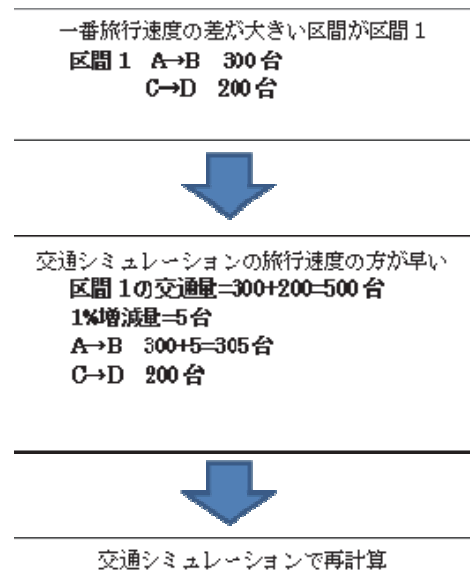 一番旅行速度の差が大きい区間が区間1
区間1 A→B 300台
C→D 200台
交通シミュレーションの旅行速度の方が早い
区間1の交通量=300+200=500台
1%増減量=5台
A→B 300+5=305台
C→D 200台
交通シミュレーションで再計算